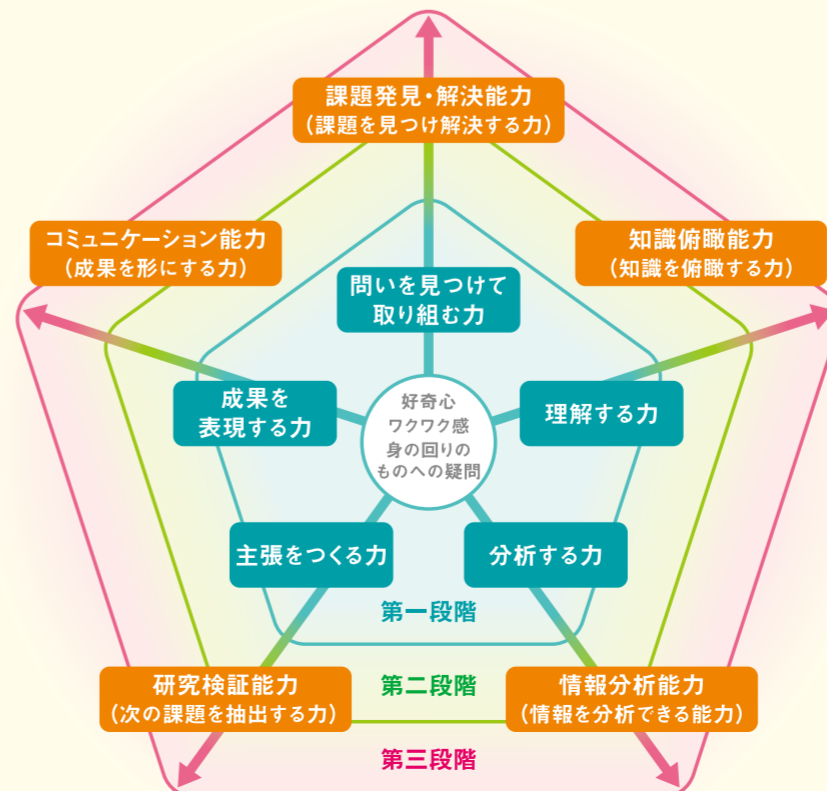 課題発見・解決能力
(課題を見つけ解決する力)
コミュニケーション能力
(成果を形にする力)
知識俯瞰能力
(知識を俯瞰する力)
問いを見つけて
取り組む力
成果を
表現する力
好奇心
ワクワク感
身の回りの
ものへの疑問
理解する力
主張をつくる力
分析する力
第一段階
研究検証能力
(次の課題を抽出する力)
第二段階
情報分析能力
(情報を分析できる能力)
第三段階